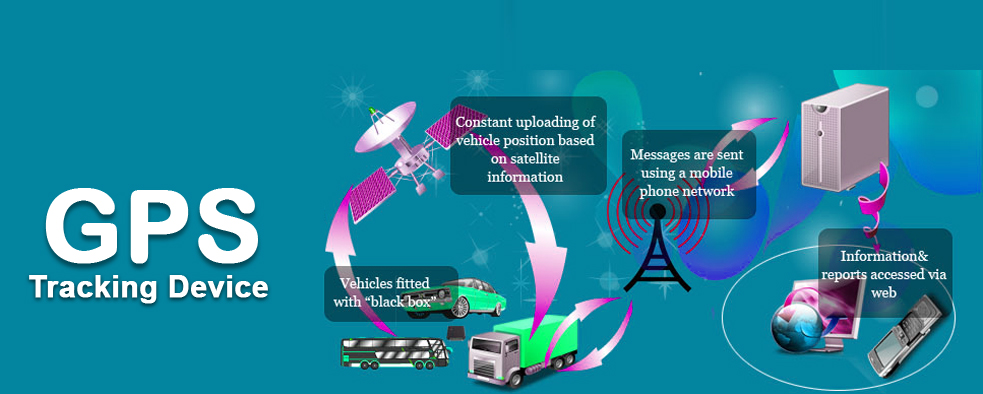 GPS
Tracking Device
Constant uploading of
vehicle position based
on satellite
information
Vehicles fitted
with “black box”
Messages are sent
using a mobile
phone network
Information&
reports accessed via
web